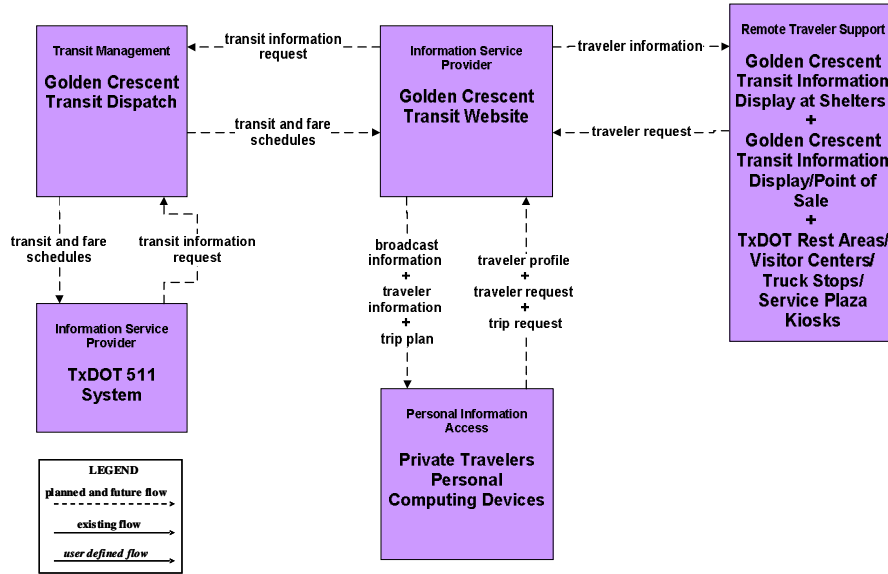 Transit Management
Golden Crescent
Transit Dispatch
transit information
request
Information Service
Provider
Golden Crescent
Transit Website
traveler information
Remote Traveler Support
Golden Crescent
Transit Information
Display at Shelters
+
Golden Crescent
Transit Information
Display/Point of
Sale
+
TxDOT Rest Areas/
Visitor Centers/
Truck Stops/
Service Plaza
Kiosks
transit and fare
schedules
traveler request
transit and fare
schedules
transit information
request
broadcast
information
+
traveler
information
+
trip plan
traveler profile
+
traveler request
+
trip request
Information Service
Provider
TxDOT 511
System
Personal Information
Access
Private Travelers
Personal
Computing Devices
LEGEND
planned and future flow
existing flow
user defined flow